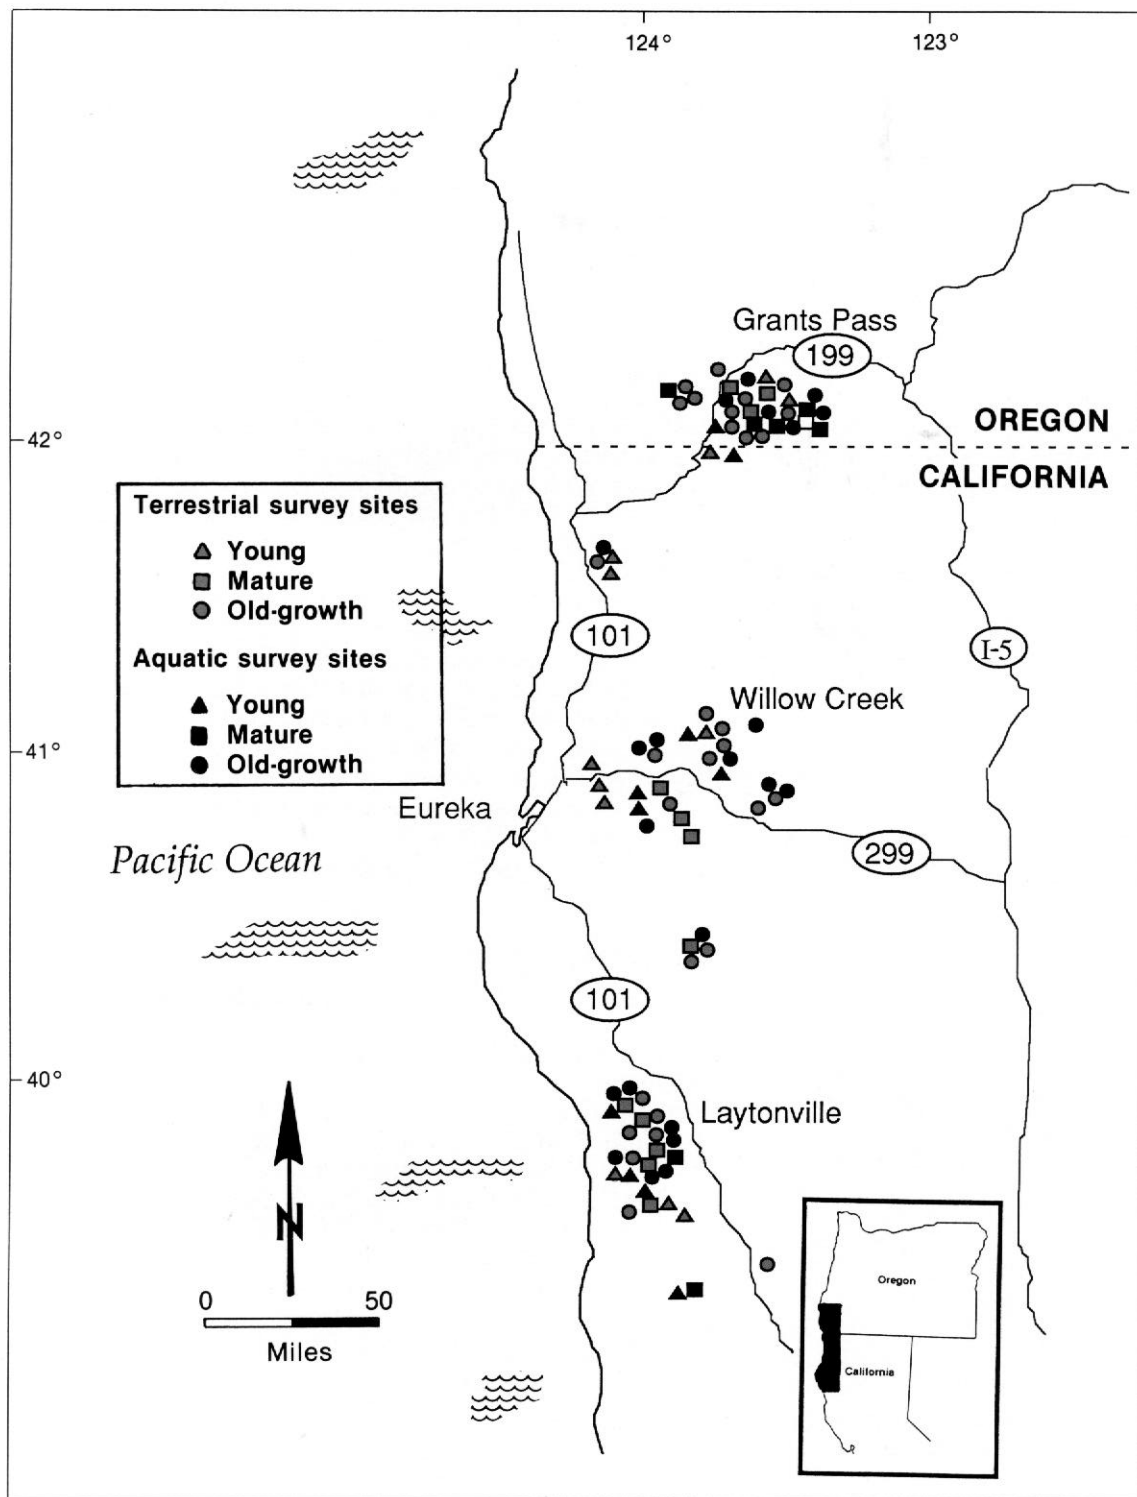 124° 123°
Grants Pass
199
42°
OREGON
CALIFORNIA
Terrestrial survey sites
Young
Mature
Old-growth
Aquatic survey sites
Young
Mature
Old-growth
101
I-5
Willow Creek
41°
Eureka
Pacific Ocean
299
101
40°
Laytonville
N
0 50
Miles
Oregon
California